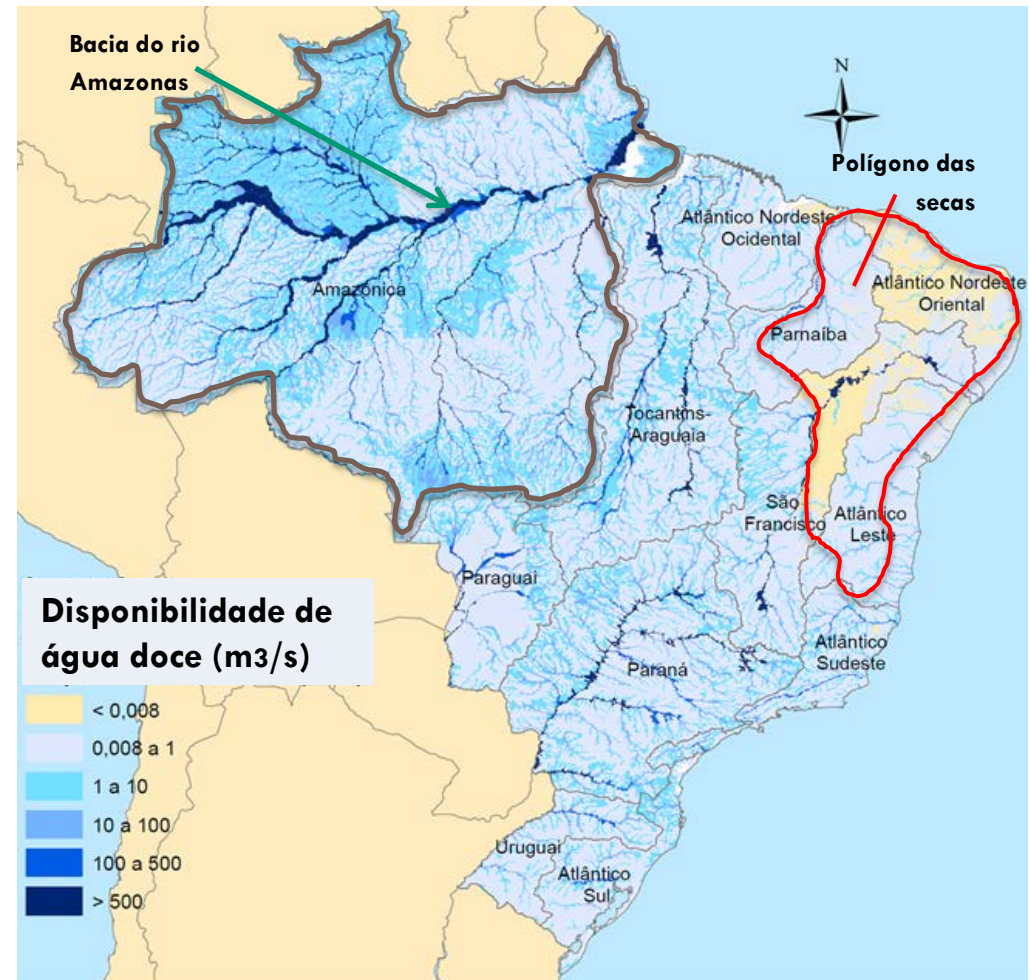 Bacia do rio
Amazonas
N
Polígono das
secas
Atlântico Nordeste
Ocidental
Atlântico Nordeste
Oriental
Amazônica
Parnaíba
Tocantins-
Araguaia
São
Francisco
Atlântico
Leste
Paraguai
Disponibilidade de
água doce (m3/s)
Atlântico
Sudeste
Paraná
< 0,008
0,008 a 1
1 a 10
10 a 100
100 a 500
> 500
Uruguai
Atlântico
Sul